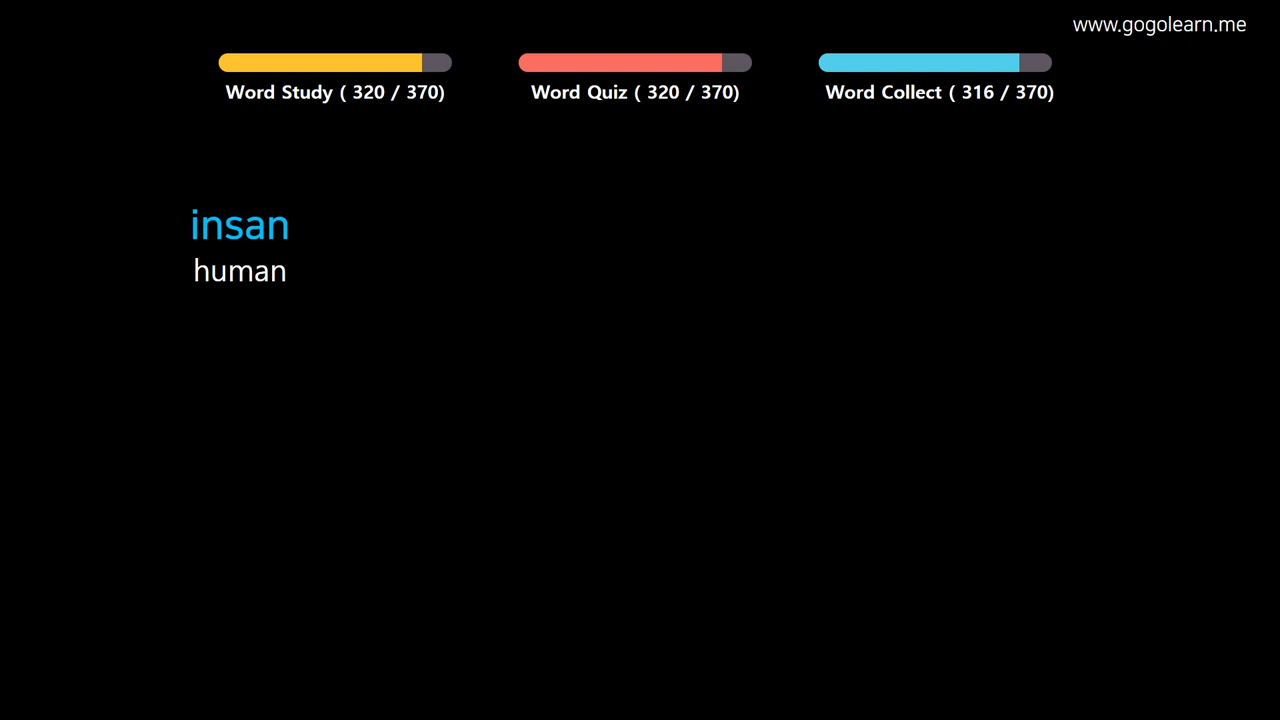 www.gogolearn.me
Word Study ( 320 / 370)
Word Quiz ( 320 / 370)
Word Collect ( 316 / 370)
insan
human